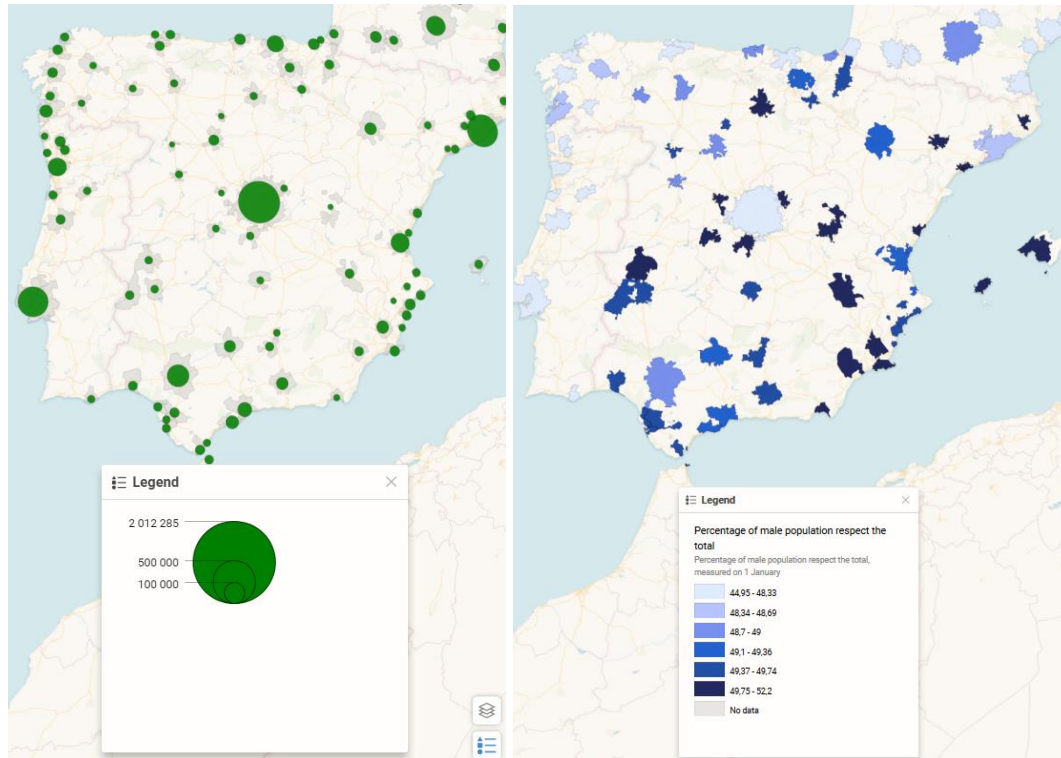 Legend
2 012 285
500 000
100 000
Legend
Percentage of male population respect the
total
Percentage of male population respect the total,
measured on 1 January
44,95 - 48,33
48,34 - 48,69
48,7 - 49
49,1 - 49,36
49,37 - 49,74
49,75 - 52,2
No data